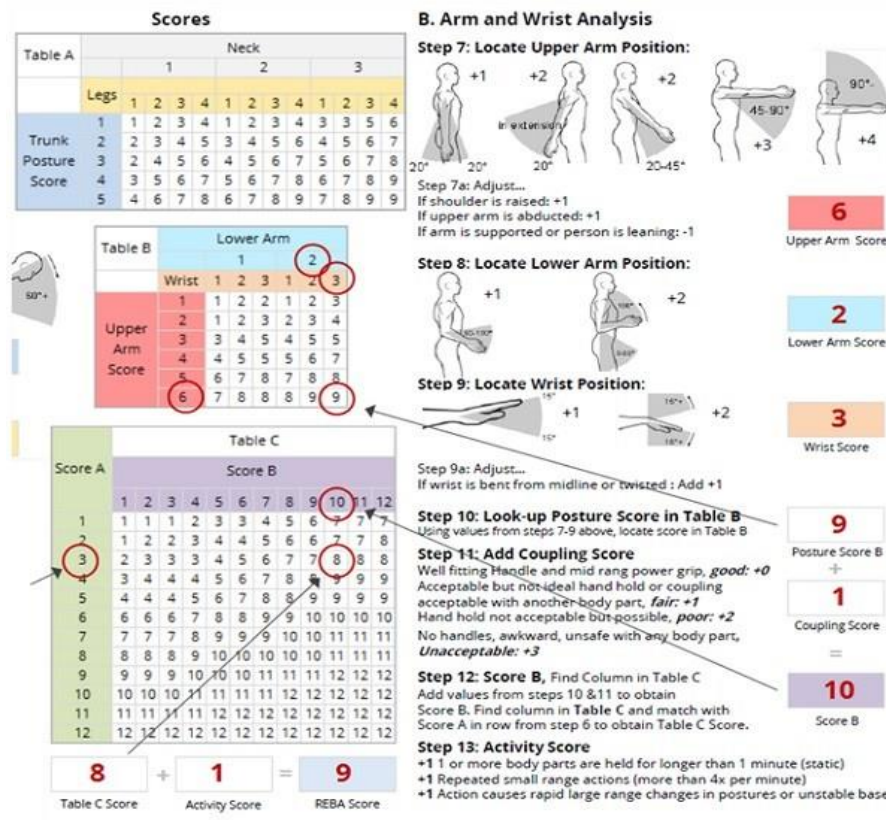 Scores
Table A
Neck
1 2 3
Legs 1 2 3 4 1 2 3 4 1 2 3 4
Trunk Posture Score
1 1 2 3 4 1 2 3 4 3 3 5 6
2 2 3 4 5 3 4 5 6 4 5 6 7
3 2 4 5 6 4 5 6 7 5 6 7 8
4 3 5 6 7 5 6 7 8 6 7 8 9
5 4 6 7 8 6 7 8 9 7 8 9 9
Table B
Lower Arm
1 2
Wrist 1 2 3 1 2 3
Upper Arm Score
1 1 2 2 1 2 3
2 1 2 3 2 3 4
3 3 4 5 4 5 5
4 4 5 5 5 6 7
5 6 7 8 7 8 8
6 7 8 8 8 9 9
60°+
Table C
Score A
Score B
1 2 3 4 5 6 7 8 9 10 11 12
1 1 1 1 2 3 3 4 5 6 7 7 7
2 1 2 2 3 4 4 5 6 6 7 7 8
3 2 3 3 3 4 5 6 7 7 8 8 8
4 3 4 4 4 5 6 7 8 8 9 9 9
5 4 4 4 5 6 7 8 8 9 9 9 9
6 6 6 6 7 8 8 9 9 10 10 10 10
7 7 7 7 8 9 9 9 10 10 11 11 11
8 8 8 8 9 10 10 10 10 10 11 11 11
9 9 9 9 10 10 10 11 11 11 12 12 12
10 10 10 10 11 11 11 11 12 12 12 12 12
11 11 11 11 11 12 12 12 12 12 12 12 12
12 12 12 12 12 12 12 12 12 12 12 12 12
8 + 1 = 9
Table C Score Activity Score REBA Score
B. Arm and Wrist Analysis
Step 7: Locate Upper Arm Position:
+1 +2 +2 +3 +4
in extension
20° 20° 20° 20-45° 45-90° 90°+
Step 7a: Adjust...
If shoulder is raised: +1
If upper arm is abducted: +1
If arm is supported or person is leaning: -1
6
Upper Arm Score
Step 8: Locate Lower Arm Position:
+1 +2
2
Lower Arm Score
Step 9: Locate Wrist Position:
15° +1 15°+ +2
15° 15°+
3
Wrist Score
Step 9a: Adjust...
If wrist is bent from midline or twisted : Add +1
Step 10: Look-up Posture Score in Table B
Using values from steps 7-9 above, locate score in Table B
9
Posture Score B
+
Step 11: Add Coupling Score
Well fitting Handle and mid rang power grip, good: +0
Acceptable but not ideal hand hold or coupling
acceptable with another body part, fair: +1
Hand hold not acceptable but possible, poor: +2
No handles, awkward, unsafe with any body part,
Unacceptable: +3
1
Coupling Score
=
Step 12: Score B, Find Column in Table C
Add values from steps 10 &11 to obtain
Score B. Find column in Table C and match with
Score A in row from step 6 to obtain Table C Score.
10
Score B
Step 13: Activity Score
+1 1 or more body parts are held for longer than 1 minute (static)
+1 Repeated small range actions (more than 4x per minute)
+1 Action causes rapid large range changes in postures or unstable base